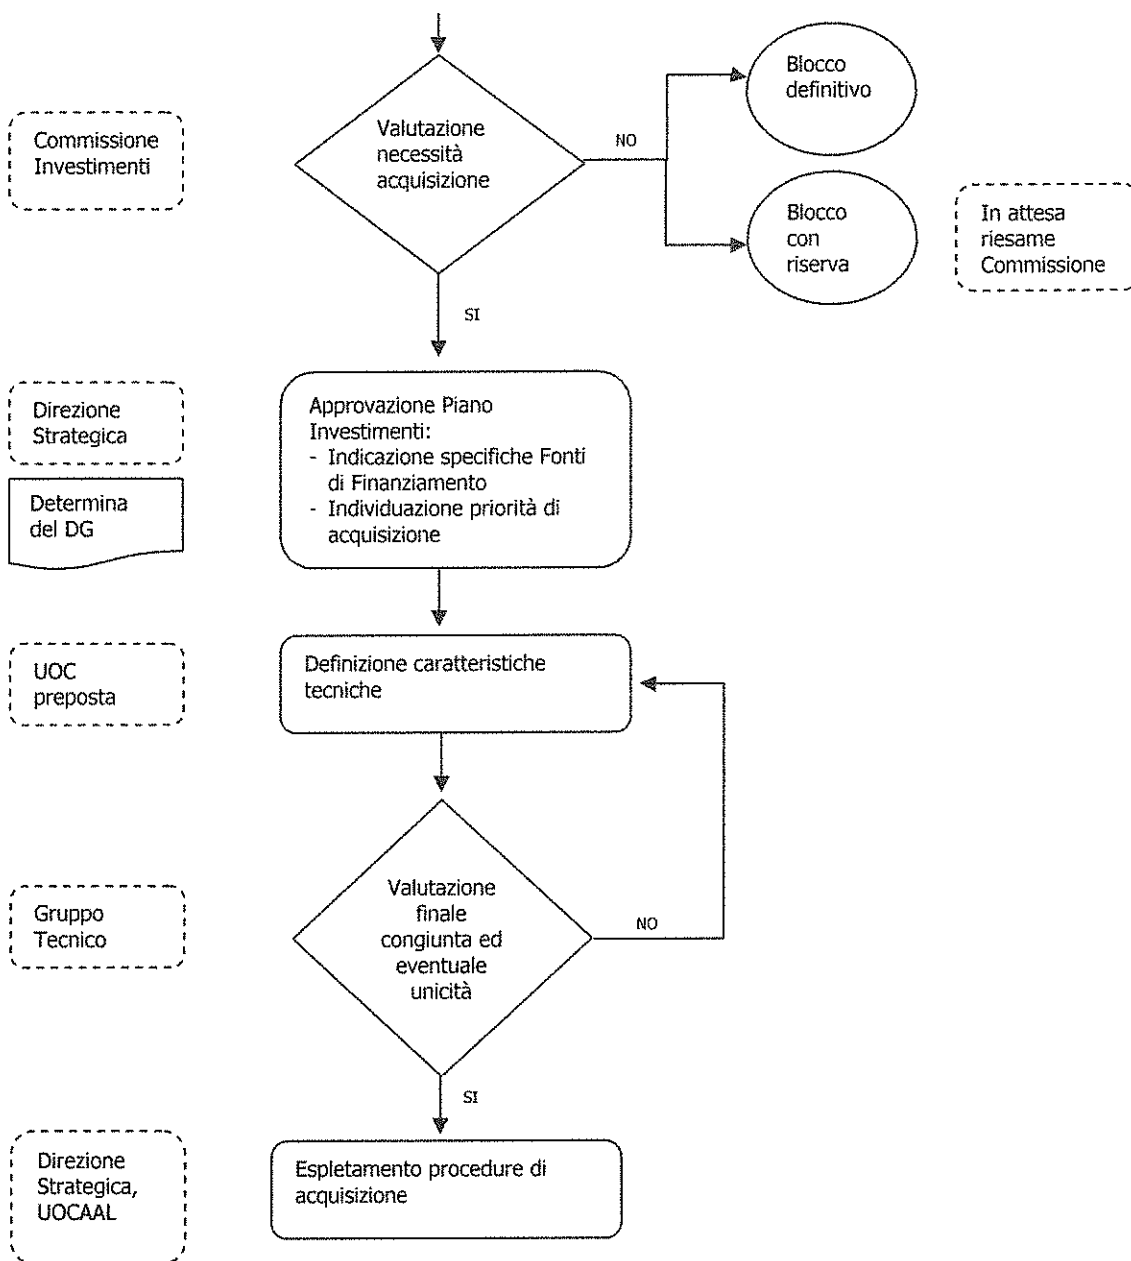 Commissione
Investimenti
Valutazione
necessità
acquisizione
NO
Blocco
definitivo
Blocco
con
riserva
In attesa
riesame
Commissione
SI
Direzione
Strategica
Determina
del DG
Approvazione Piano
Investimenti:
- Indicazione specifiche Fonti
di Finanziamento
- Individuazione priorità di
acquisizione
UOC
preposta
Definizione caratteristiche
tecniche
Gruppo
Tecnico
Valutazione
finale
congiunta ed
eventuale
unicità
NO
SI
Direzione
Strategica,
UOCAAL
Espletamento procedure di
acquisizione